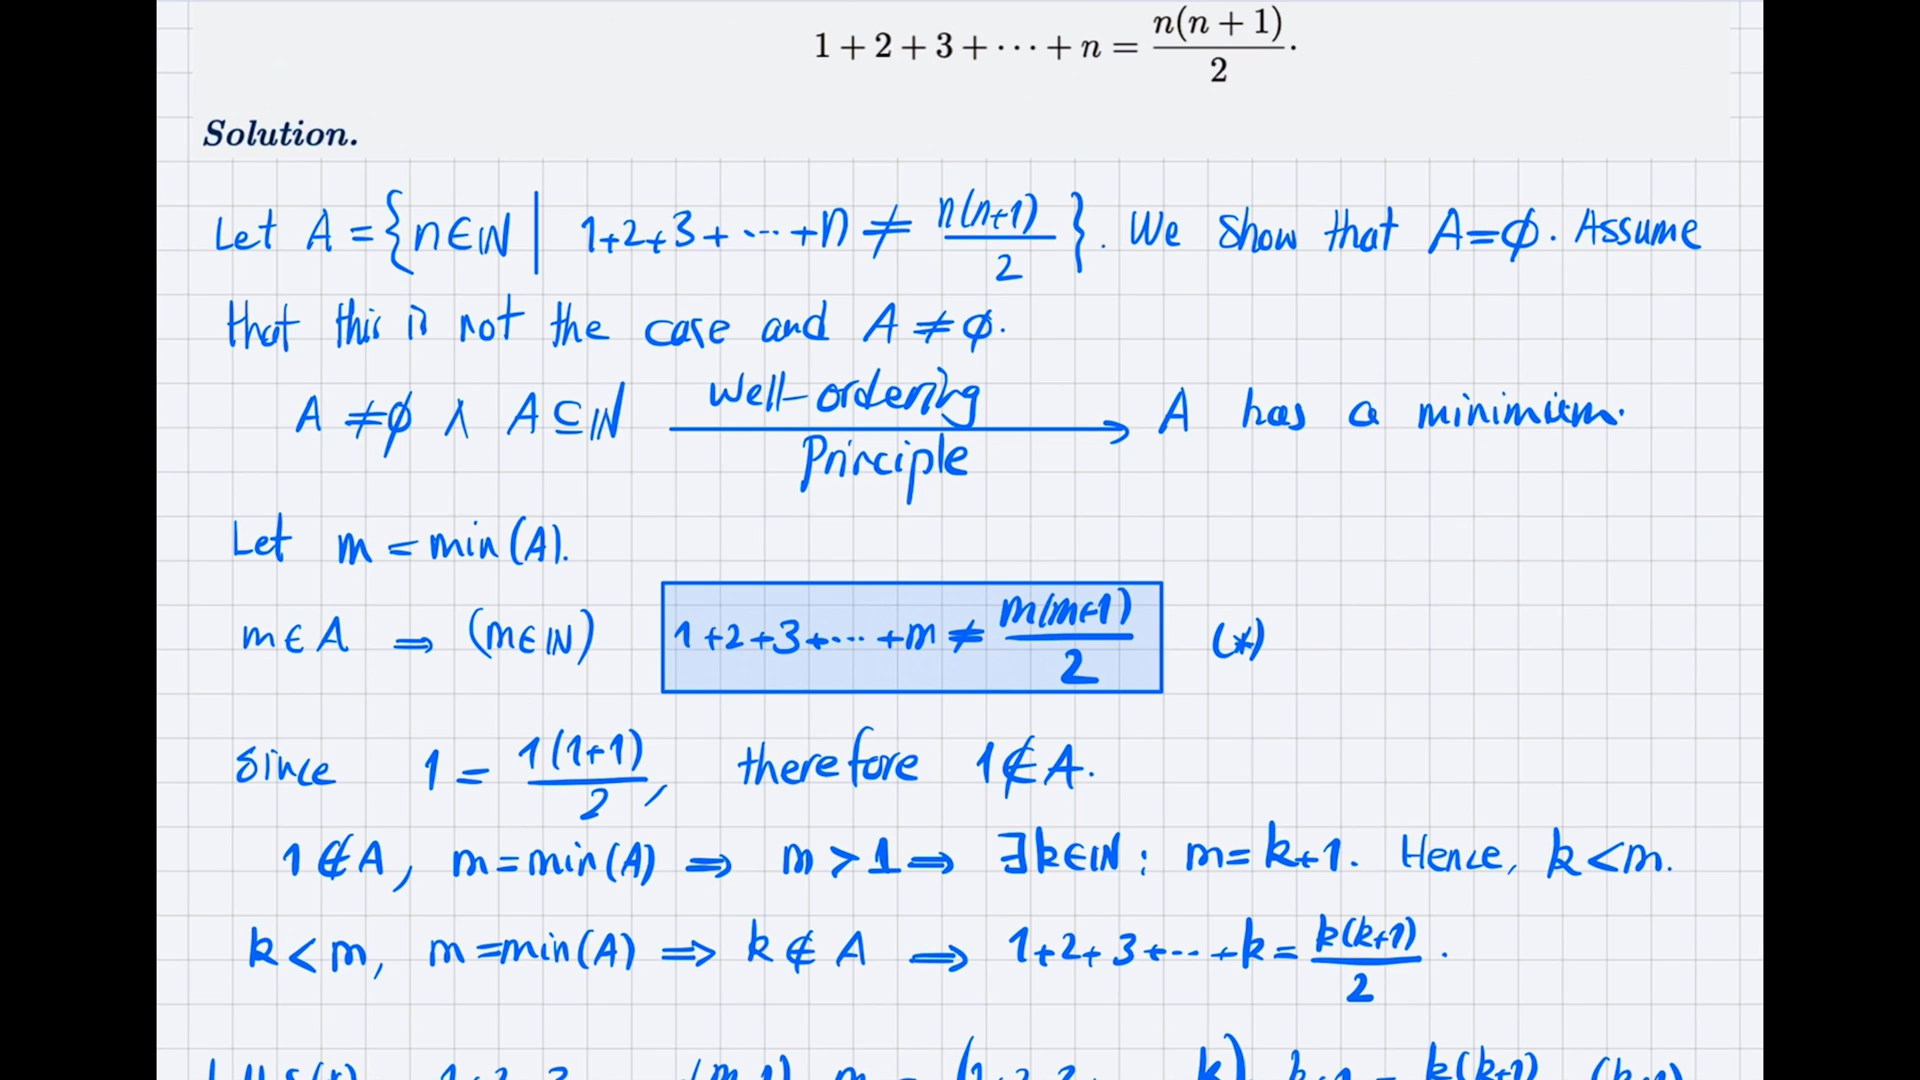 1 + 2 + 3 + ⋯ + n = n(n + 1)/2.
Solution.
Let A = {n∈ℕ | 1+2+3+⋯+n ≠ n(n+1)/2}. We show that A=∅. Assume
that this is not the case and A ≠ ∅.
A ≠ ∅ ∧ A ⊆ ℕ —Well-ordering Principle→ A has a minimum.
Let m = min(A).
m∈A ⇒ (m∈ℕ) 1+2+3+⋯+m ≠ m(m+1)/2 (*)
Since 1 = 1(1+1)/2, therefore 1∉A.
1∉A, m=min(A) ⇒ m>1 ⇒ ∃k∈ℕ : m=k+1. Hence, k<m.
k<m, m=min(A) ⇒ k∉A ⇒ 1+2+3+⋯+k = k(k+1)/2.